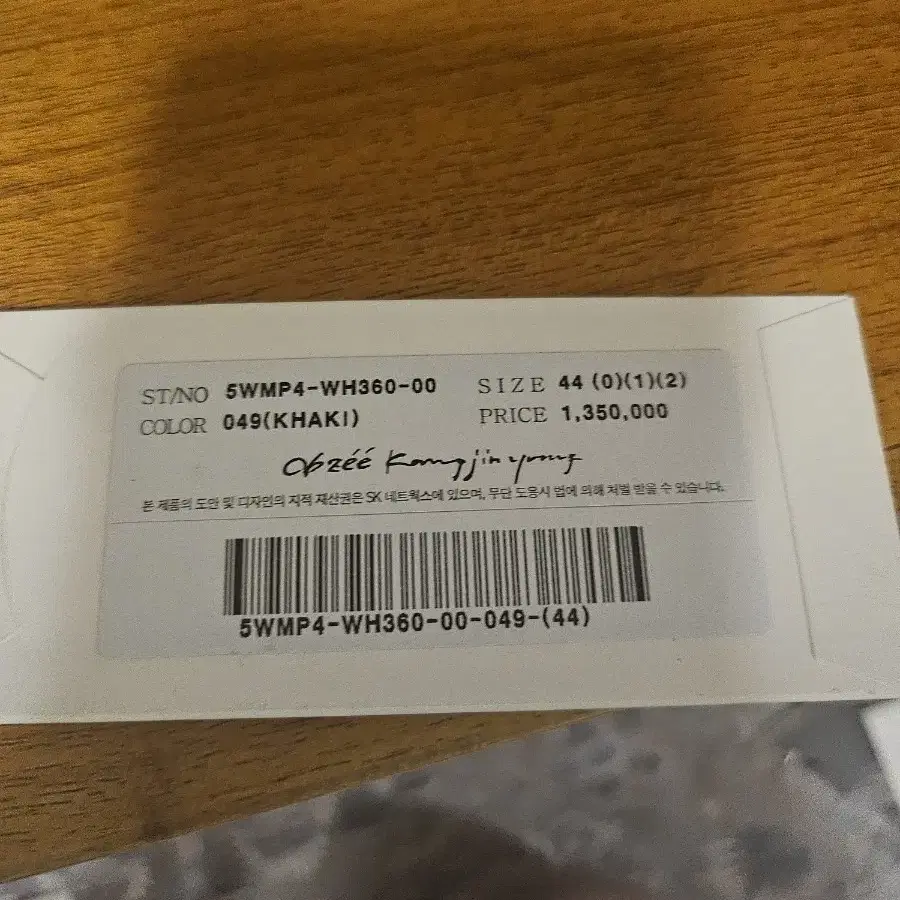 ST/NO 5WMP4-WH360-00 SIZE 44 (0)(1)(2)
COLOR 049(KHAKI) PRICE 1,350,000
Obzéé Kangjinyoung
본 제품의 도안 및 디자인의 지적 재산권은 SK 네트웍스에 있으며, 무단 도용시 법에 의해 처벌 받을 수 있습니다.
5WMP4-WH360-00-049-(44)